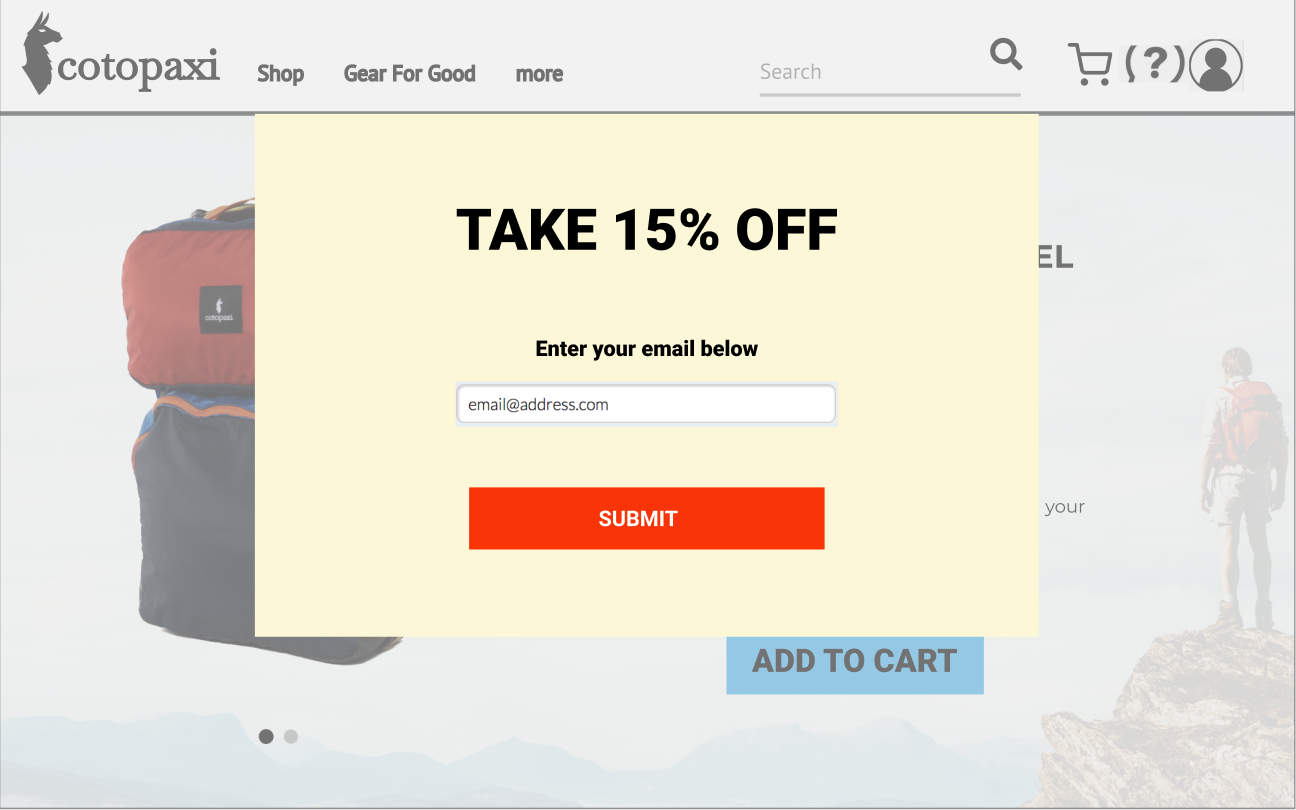 cotopaxi
Shop
Gear For Good
more
Search
(?)
TAKE 15% OFF
EL
cotopaxi
Enter your email below
email@address.com
your
SUBMIT
ADD TO CART